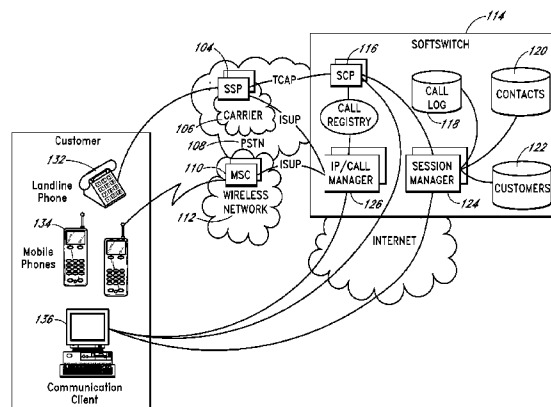 114
SOFTSWITCH
104
SSP
TCAP
116
SCP
120
CONTACTS
CALL
LOG
118
CALL
REGISTRY
106
CARRIER
ISUP
108
PSTN
110
MSC
ISUP
WIRELESS
NETWORK
112
IP/CALL
MANAGER
126
SESSION
MANAGER
124
122
CUSTOMERS
INTERNET
Customer
132
Landline
Phone
134
Mobile
Phones
136
Communication
Client